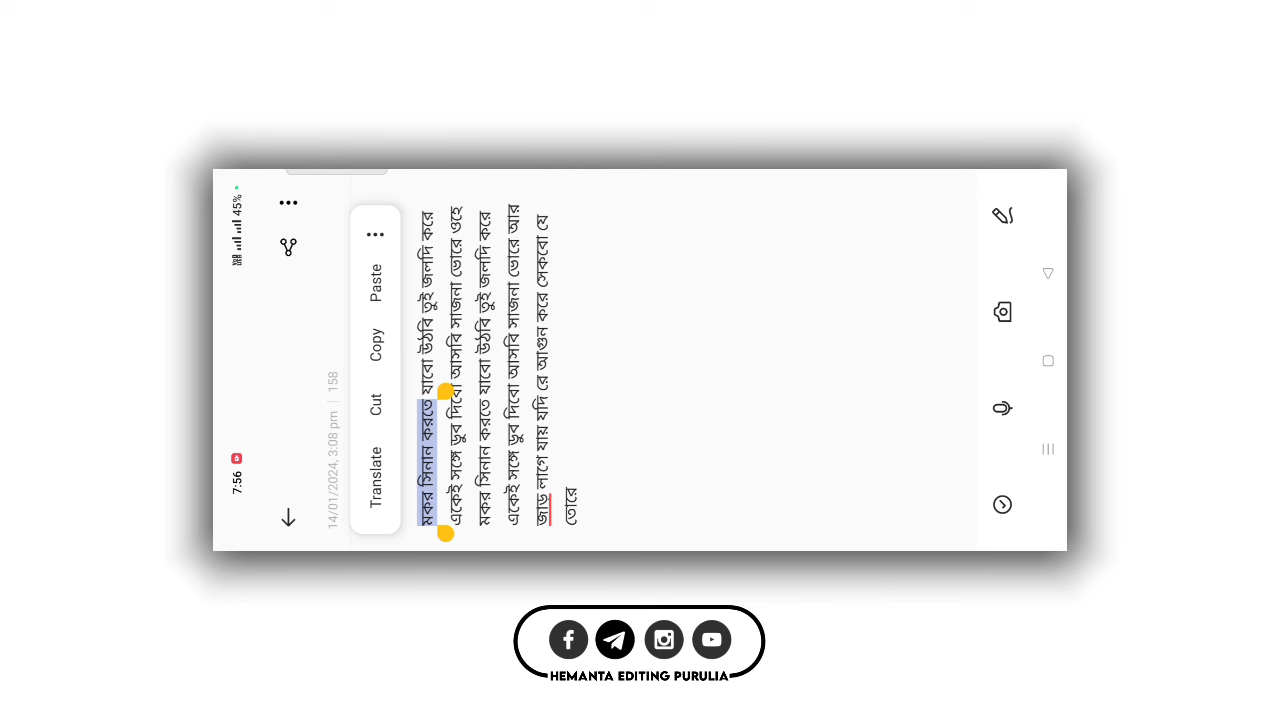 7:56
45%
14/01/2024, 3:08 pm | 158
Translate Cut Copy Paste
মকর সিনান করতে যাবো উঠবি তুই জলদি করে
একেই সঙ্গে ডুব দিবো আসবি সাজনা ভোরে ওহে
মকর সিনান করতে যাবো উঠবি তুই জলদি করে
একেই সঙ্গে ডুব দিবো আসবি সাজনা ভোরে আর
জাড় লাগে যায় যদি রে আগুন করে সেকবো যে
তোরে
HEMANTA EDITING PURULIA